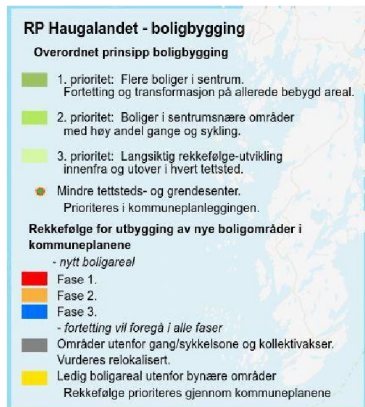 RP Haugalandet - boligbygging
Overordnet prinsipp boligbygging
1. prioritet: Flere boliger i sentrum.
Fortetting og transformasjon på allerede bebygd areal.
2. prioritet: Boliger i sentrumsnære områder
med høy andel gange og sykling.
3. prioritet: Langsiktig rekkefølge-utvikling
innenfra og utover i hvert tettsted.
Mindre tettsteds- og grendesenter.
Prioriteres i kommuneplanleggingen.
Rekkefølge for utbygging av nye boligområder i
kommuneplanene
- nytt boligareal
Fase 1.
Fase 2.
Fase 3.
- fortetting vil foregå i alle faser
Områder utenfor gang/sykkelsone og kollektivakser.
Vurderes relokalisert.
Ledig boligareal utenfor bynære områder
Rekkefølge prioriteres gjennom kommuneplanene